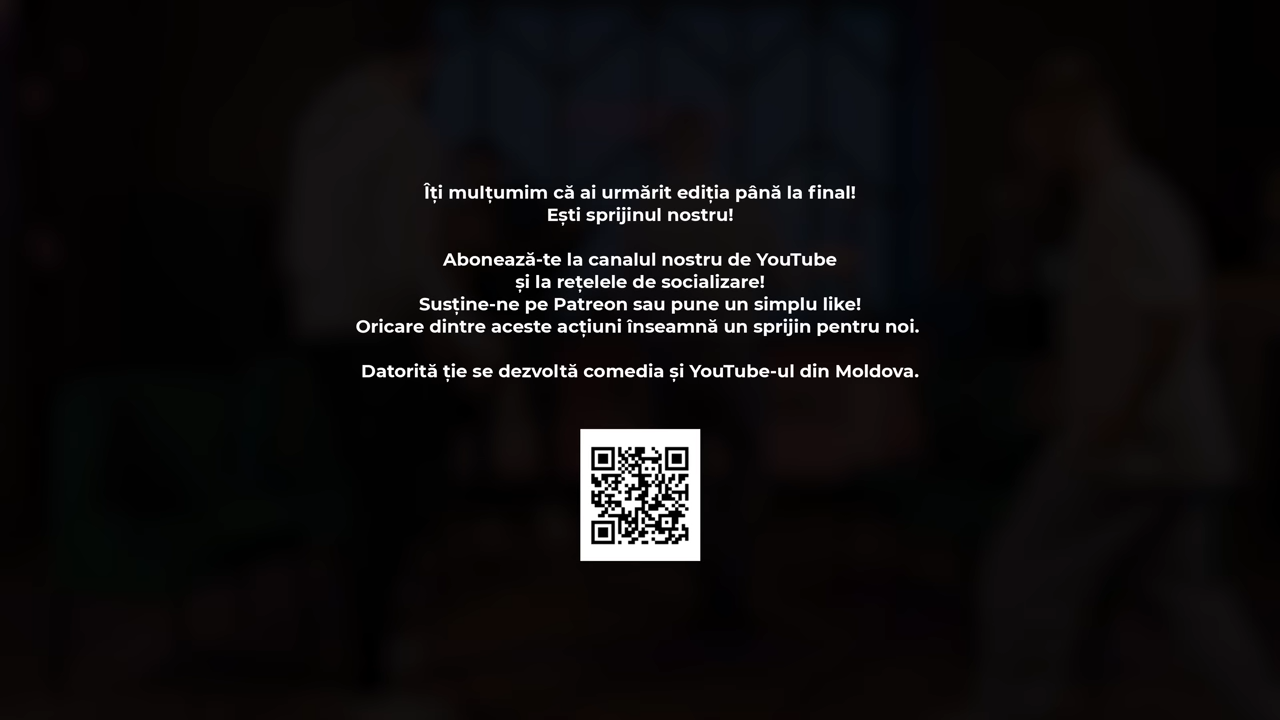 Îți mulțumim că ai urmărit ediția până la final!
Ești sprijinul nostru!
Abonează-te la canalul nostru de YouTube
și la rețelele de socializare!
Susține-ne pe Patreon sau pune un simplu like!
Oricare dintre aceste acțiuni înseamnă un sprijin pentru noi.
Datorită ție se dezvoltă comedia și YouTube-ul din Moldova.